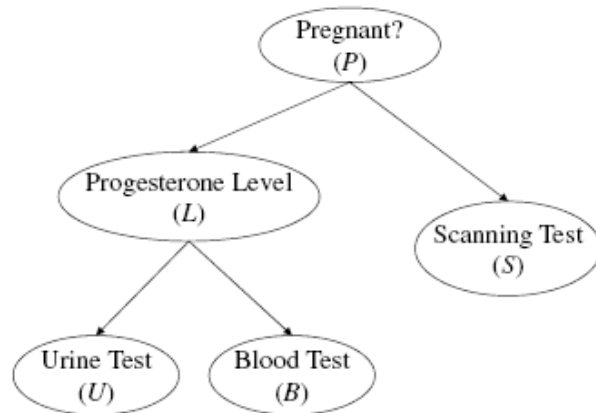 Pregnant?
(P)
Progesterone Level
(L)
Scanning Test
(S)
Urine Test
(U)
Blood Test
(B)